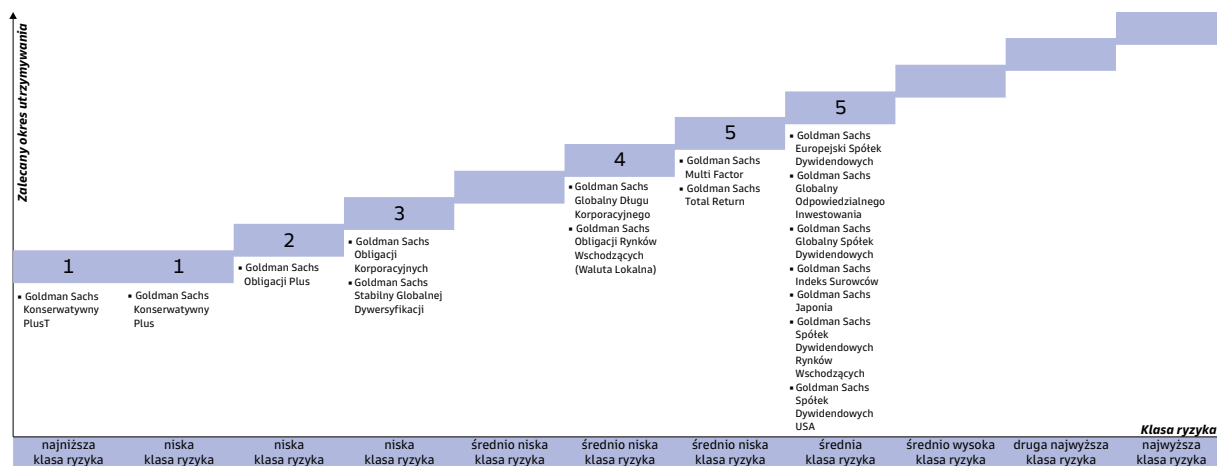 Zalecany okres utrzymywania
1
▪ Goldman Sachs
Konserwatywny
PlusT
1
▪ Goldman Sachs
Konserwatywny
Plus
2
▪ Goldman Sachs
Obligacji Plus
3
▪ Goldman Sachs
Obligacji
Korporacyjnych
▪ Goldman Sachs
Stabilny Globalnej
Dywersyfikacji
4
▪ Goldman Sachs
Globalny Długu
Korporacyjnego
▪ Goldman Sachs
Obligacji Rynków
Wschodzących
(Waluta Lokalna)
5
▪ Goldman Sachs
Multi Factor
▪ Goldman Sachs
Total Return
5
▪ Goldman Sachs
Europejski Spółek
Dywidendowych
▪ Goldman Sachs
Globalny
Odpowiedzialnego
Inwestowania
▪ Goldman Sachs
Globalny Spółek
Dywidendowych
▪ Goldman Sachs
Indeks Surowców
▪ Goldman Sachs
Japonia
▪ Goldman Sachs
Spółek
Dywidendowych
Rynków
Wschodzących
▪ Goldman Sachs
Spółek
Dywidendowych
USA
Klasa ryzyka
najniższa
klasa ryzyka
niska
klasa ryzyka
niska
klasa ryzyka
niska
klasa ryzyka
średnio niska
klasa ryzyka
średnio niska
klasa ryzyka
średnio niska
klasa ryzyka
średnia
klasa ryzyka
średnio wysoka
klasa ryzyka
druga najwyższa
klasa ryzyka
najwyższa
klasa ryzyka